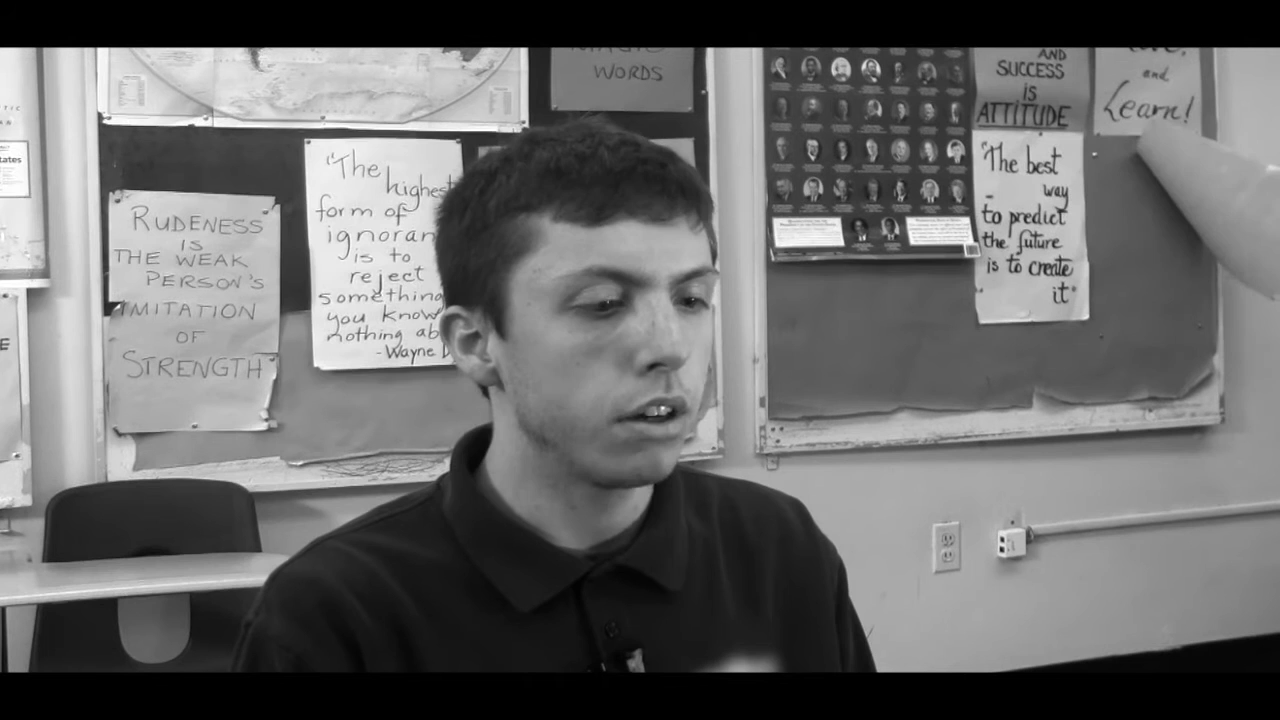 WORDS
RUDENESS
IS
THE WEAK
PERSON'S
IMITATION
OF
STRENGTH
"The
highest
form of
ignoran
is to
reject
something
you know
nothing ab
-Wayne D
AND
SUCCESS
IS
ATTITUDE
"The best
way
to predict
the future
is to create
it"
and
Learn!
tates
E